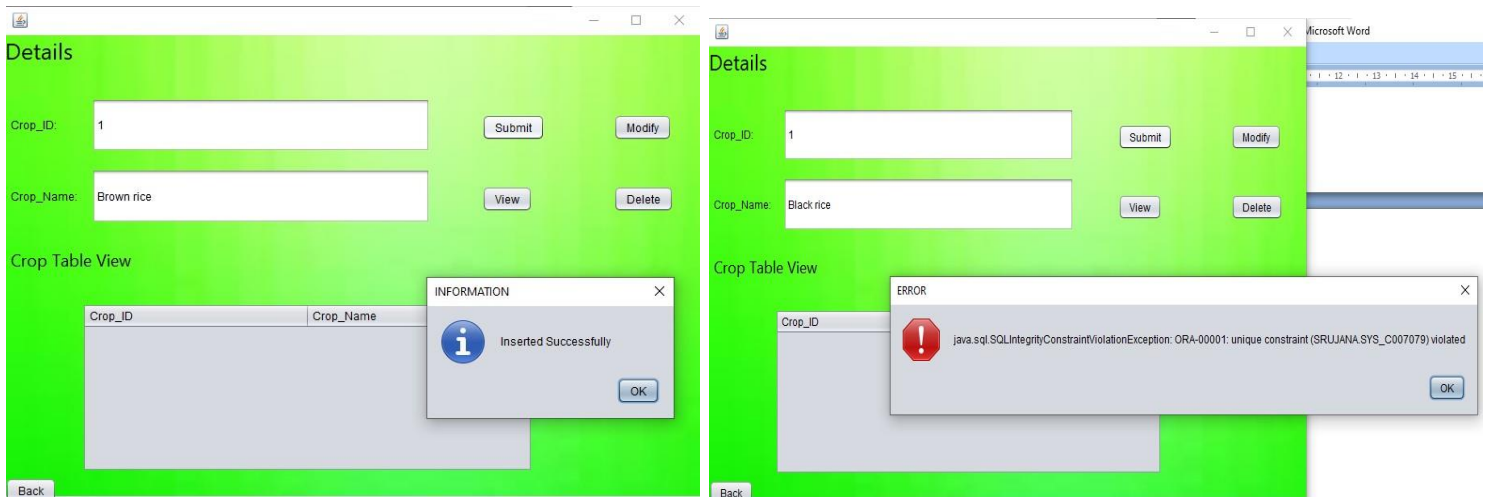 Details
Crop_ID:
1
Submit
Modify
Crop_Name:
Brown rice
View
Delete
Crop Table View
INFORMATION
Crop_ID
Crop_Name
Inserted Successfully
OK
Back
Microsoft Word
12 13 14 15
Details
Crop_ID:
1
Submit
Modify
Crop_Name:
Black rice
View
Delete
Crop Table View
ERROR
Crop_ID
java.sql.SQLIntegrityConstraintViolationException: ORA-00001: unique constraint (SRUJANA.SYS_C007079) violated
OK
Back